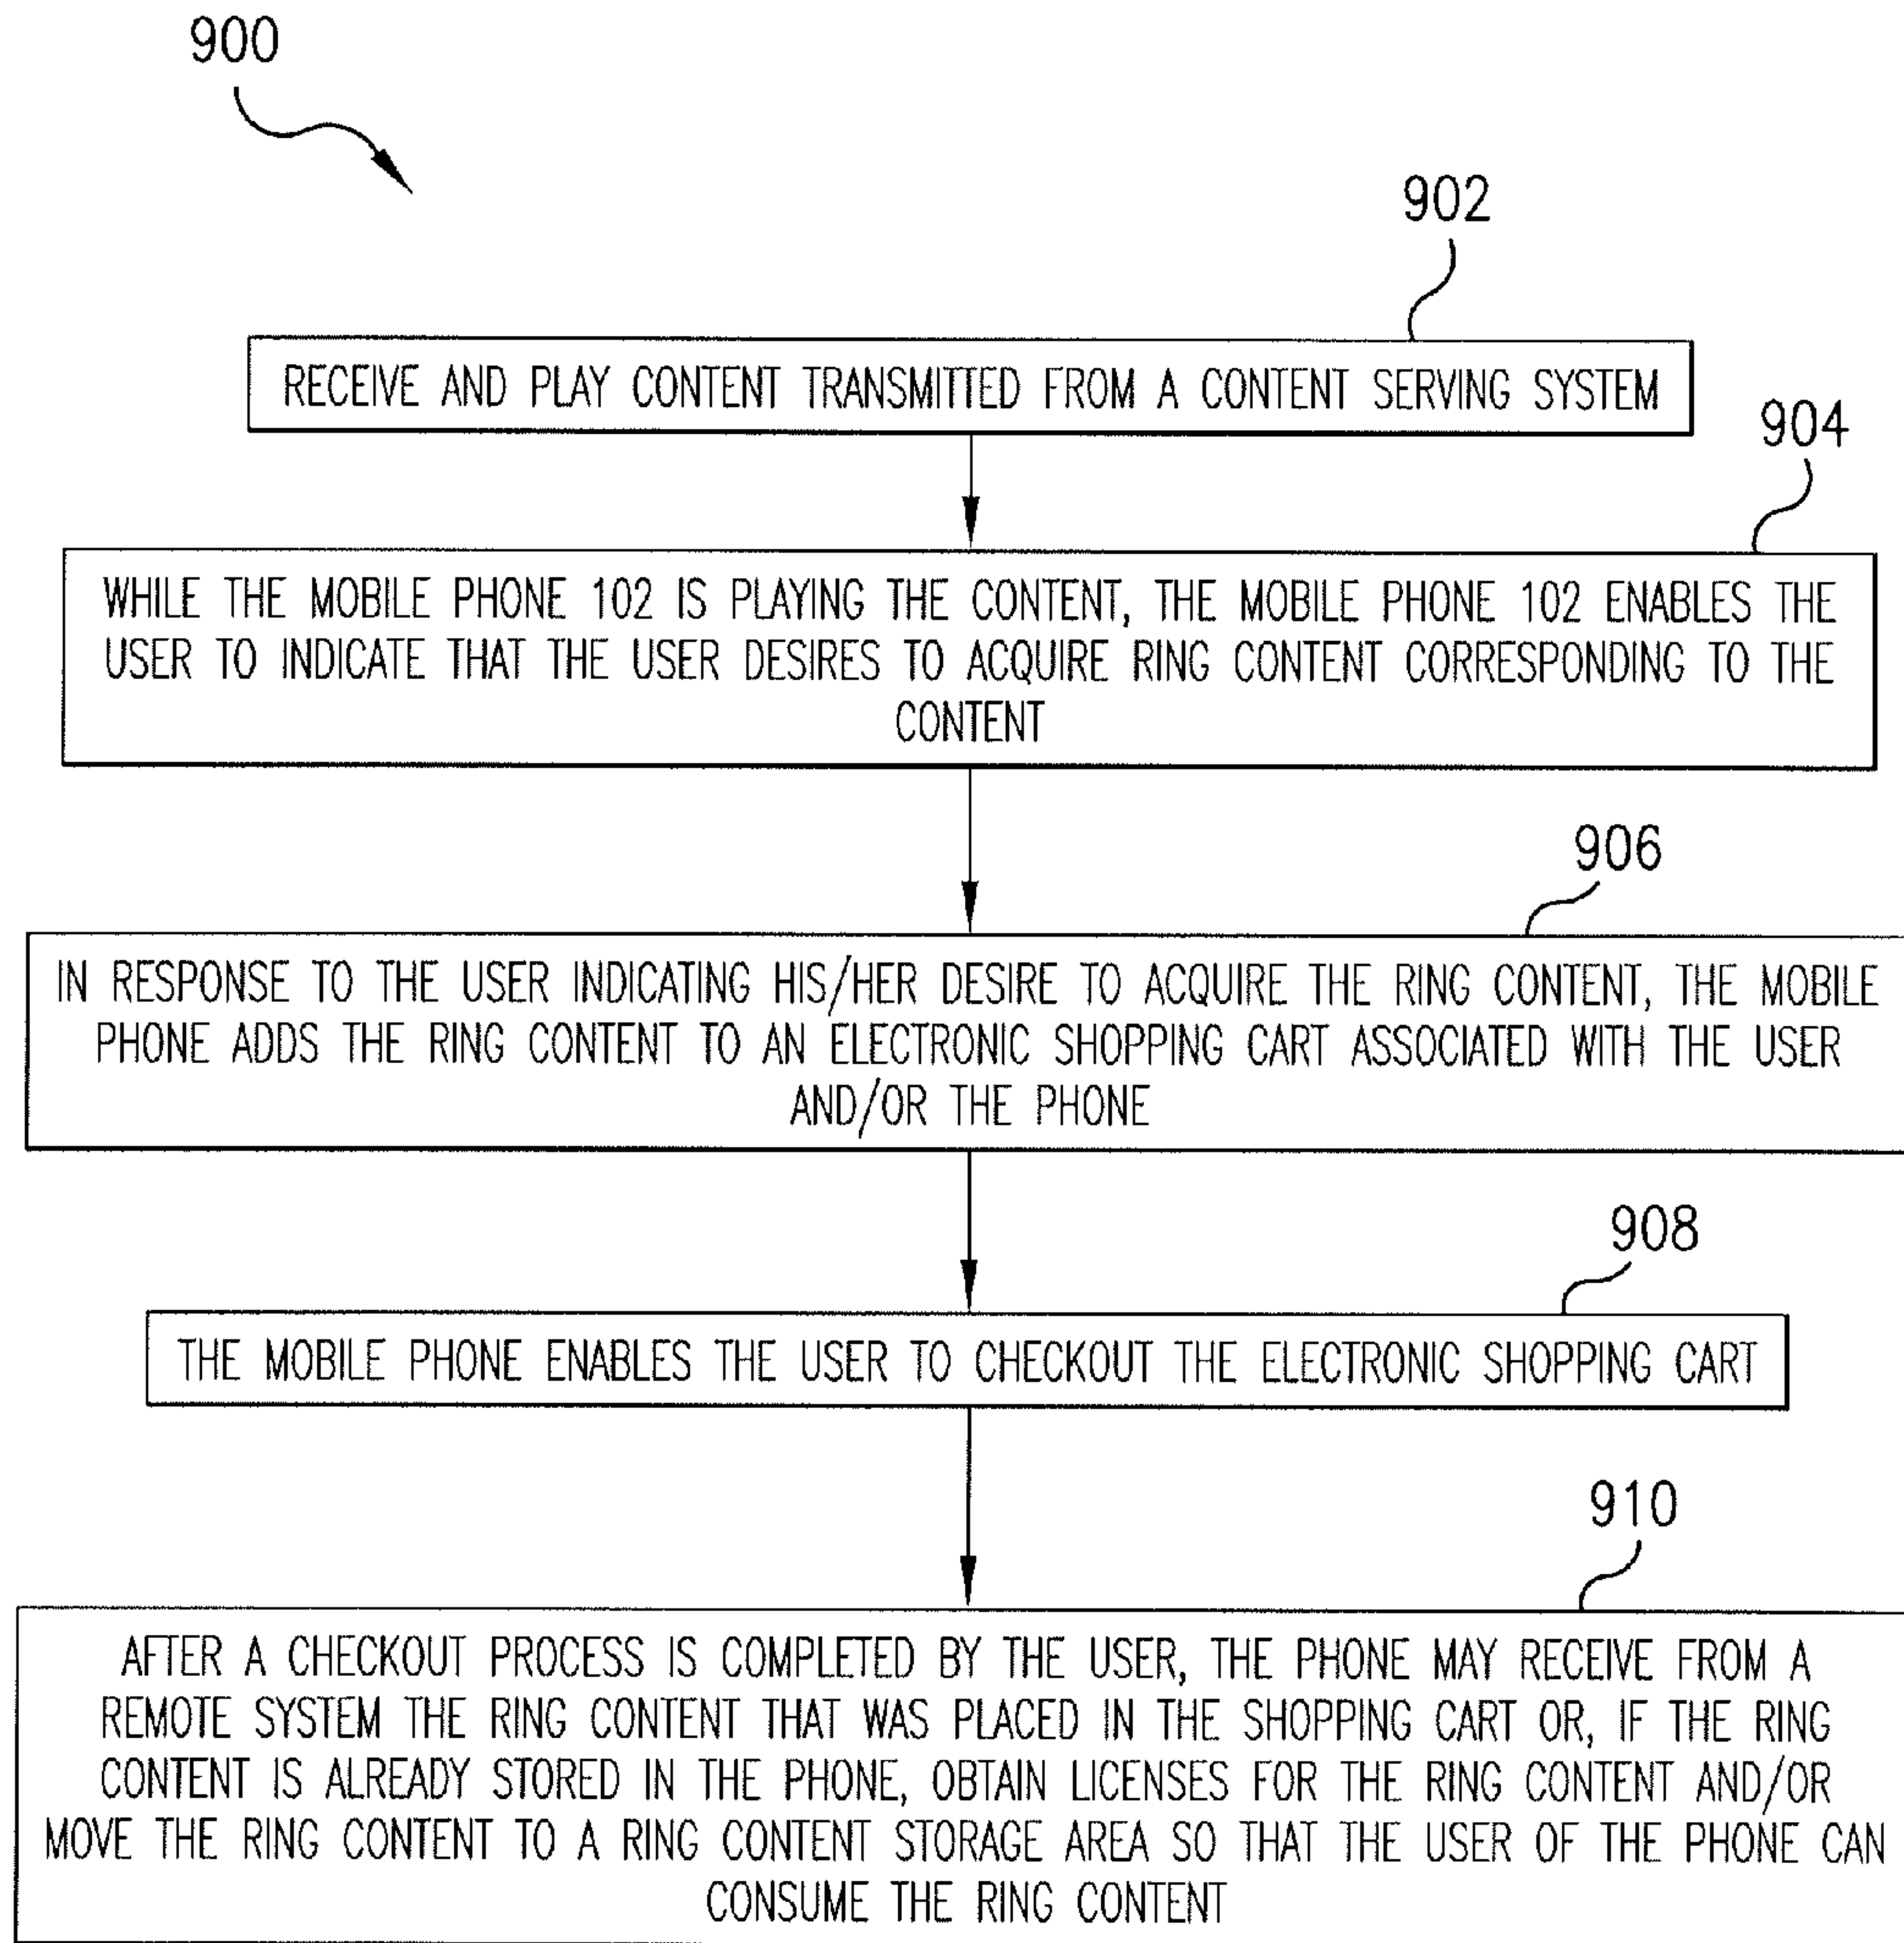 900
902
RECEIVE AND PLAY CONTENT TRANSMITTED FROM A CONTENT SERVING SYSTEM
904
WHILE THE MOBILE PHONE 102 IS PLAYING THE CONTENT, THE MOBILE PHONE 102 ENABLES THE
USER TO INDICATE THAT THE USER DESIRES TO ACQUIRE RING CONTENT CORRESPONDING TO THE
CONTENT
906
IN RESPONSE TO THE USER INDICATING HIS/HER DESIRE TO ACQUIRE THE RING CONTENT, THE MOBILE
PHONE ADDS THE RING CONTENT TO AN ELECTRONIC SHOPPING CART ASSOCIATED WITH THE USER
AND/OR THE PHONE
908
THE MOBILE PHONE ENABLES THE USER TO CHECKOUT THE ELECTRONIC SHOPPING CART
910
AFTER A CHECKOUT PROCESS IS COMPLETED BY THE USER, THE PHONE MAY RECEIVE FROM A
REMOTE SYSTEM THE RING CONTENT THAT WAS PLACED IN THE SHOPPING CART OR, IF THE RING
CONTENT IS ALREADY STORED IN THE PHONE, OBTAIN LICENSES FOR THE RING CONTENT AND/OR
MOVE THE RING CONTENT TO A RING CONTENT STORAGE AREA SO THAT THE USER OF THE PHONE CAN
CONSUME THE RING CONTENT